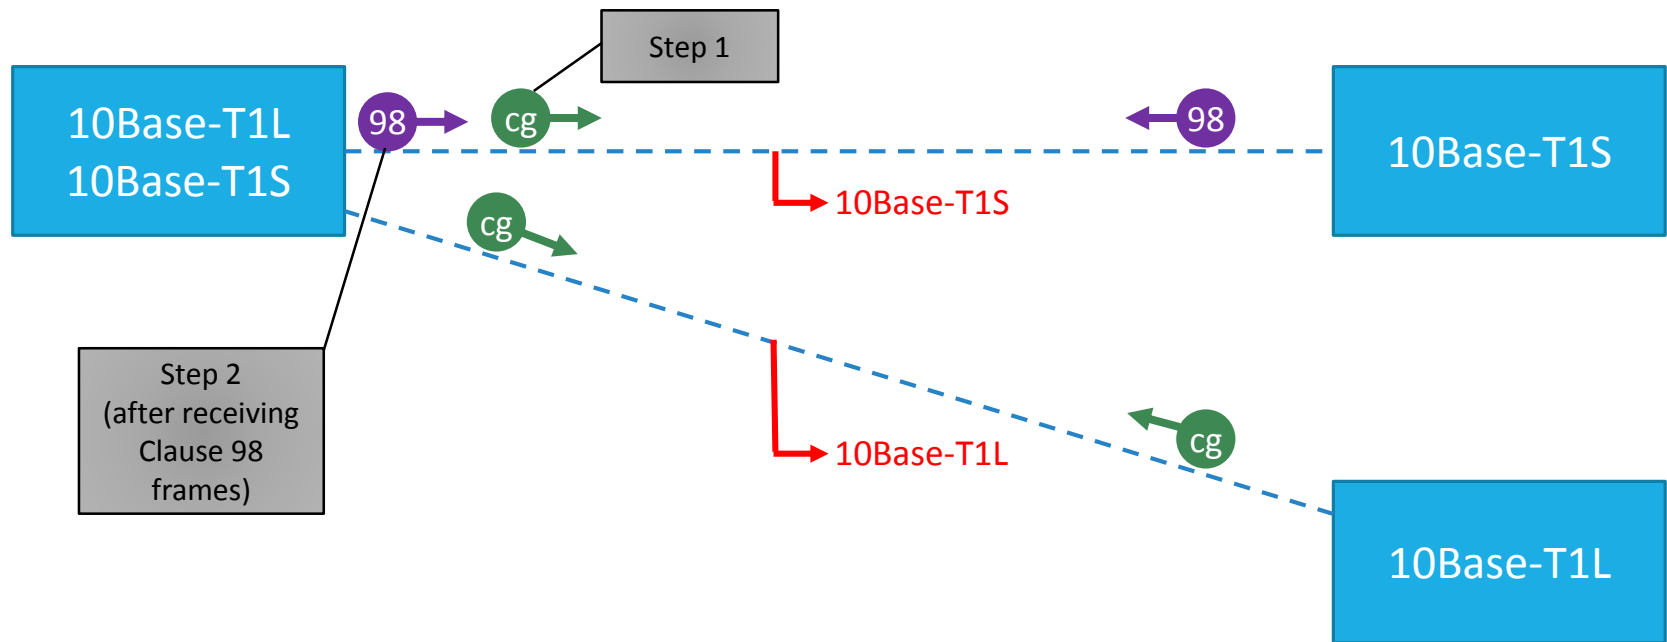 Step 1
10Base-T1L
10Base-T1S
98
cg
98
10Base-T1S
10Base-T1S
cg
Step 2
(after receiving
Clause 98
frames)
10Base-T1L
cg
10Base-T1L